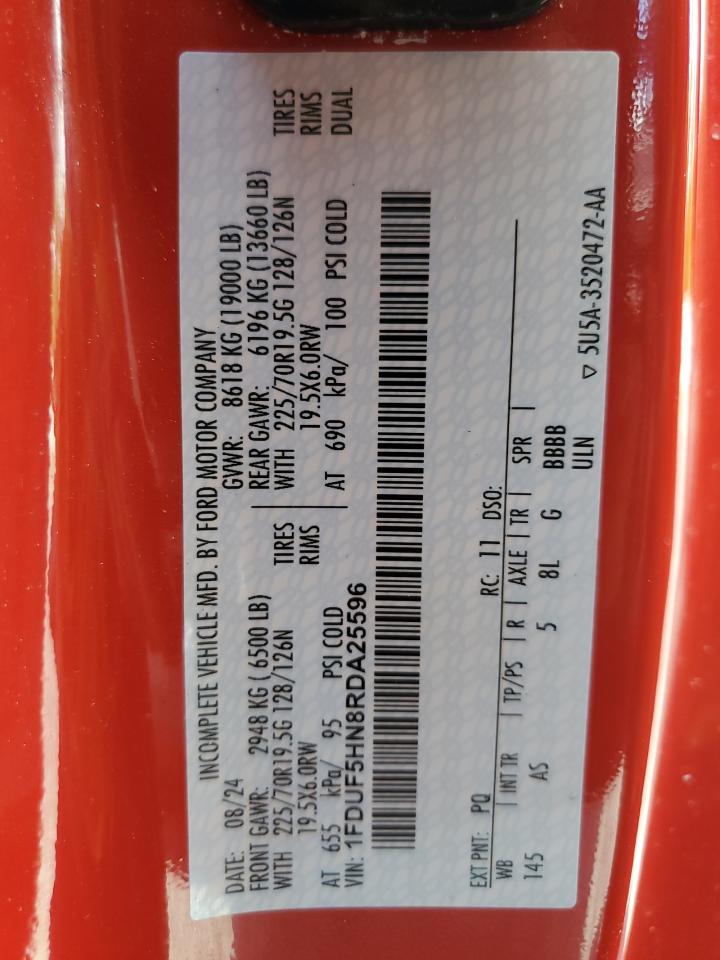 INCOMPLETE VEHICLE MFD. BY FORD MOTOR COMPANY
DATE: 08/24 GVWR: 8618 KG (19000 LB)
FRONT GAWR: 2948 KG ( 6500 LB) REAR GAWR: 6196 KG (13660 LB)
WITH 225/70R19.5G 128/126N TIRES WITH 225/70R19.5G 128/126N TIRES
19.5X6.0RW RIMS 19.5X6.0RW RIMS
AT 655 kPa/ 95 PSI COLD AT 690 kPa/ 100 PSI COLD DUAL
VIN: 1FDUF5HN8RDA25596
EXT PNT: PQ RC: 11 DSO:
WB | INT TR | TP/PS | R | AXLE | TR | SPR |
145 AS 5 8L G BBBB
ULN
▽ 5U5A-3520472-AA